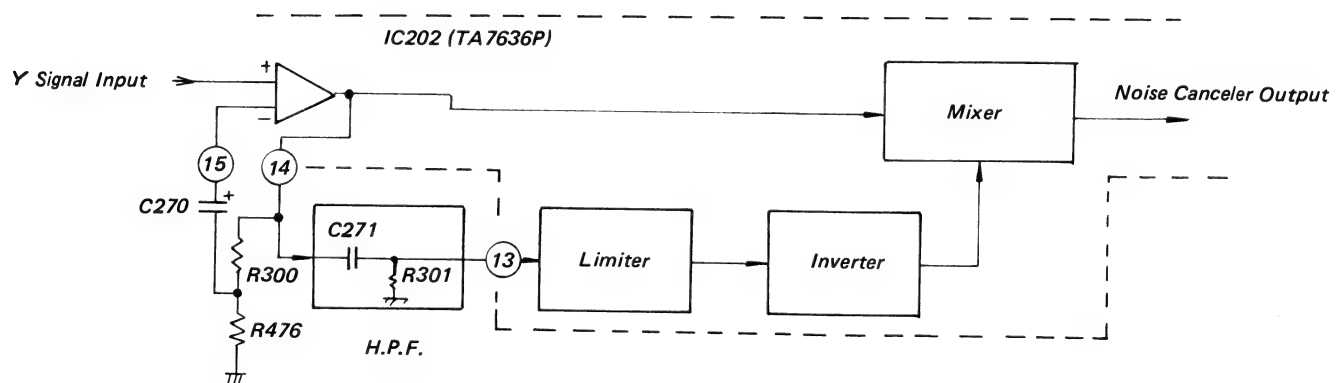 IC202 (TA7636P)
Y Signal Input
+
−
Mixer
Noise Canceler Output
15
14
C270
+
C271
R300
R301
13
Limiter
Inverter
R476
H.P.F.